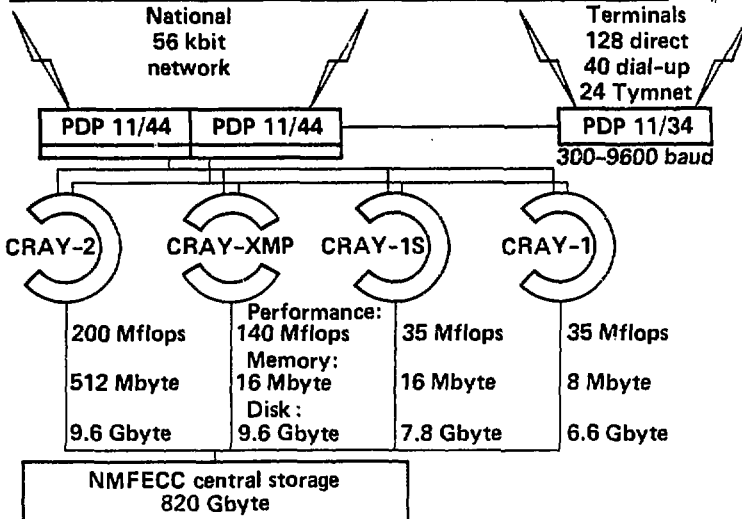 National
56 kbit
network
Terminals
128 direct
40 dial-up
24 Tymnet
PDP 11/44
PDP 11/44
PDP 11/34
300-9600 baud
CRAY-2
CRAY-XMP
CRAY-1S
CRAY-1
Performance:
200 Mflops
140 Mflops
35 Mflops
35 Mflops
Memory:
512 Mbyte
16 Mbyte
16 Mbyte
8 Mbyte
Disk :
9.6 Gbyte
9.6 Gbyte
7.8 Gbyte
6.6 Gbyte
NMFECC central storage
820 Gbyte